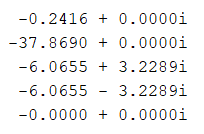 -0.2416 + 0.0000i
-37.8690 + 0.0000i
-6.0655 + 3.2289i
-6.0655 - 3.2289i
-0.0000 + 0.0000i